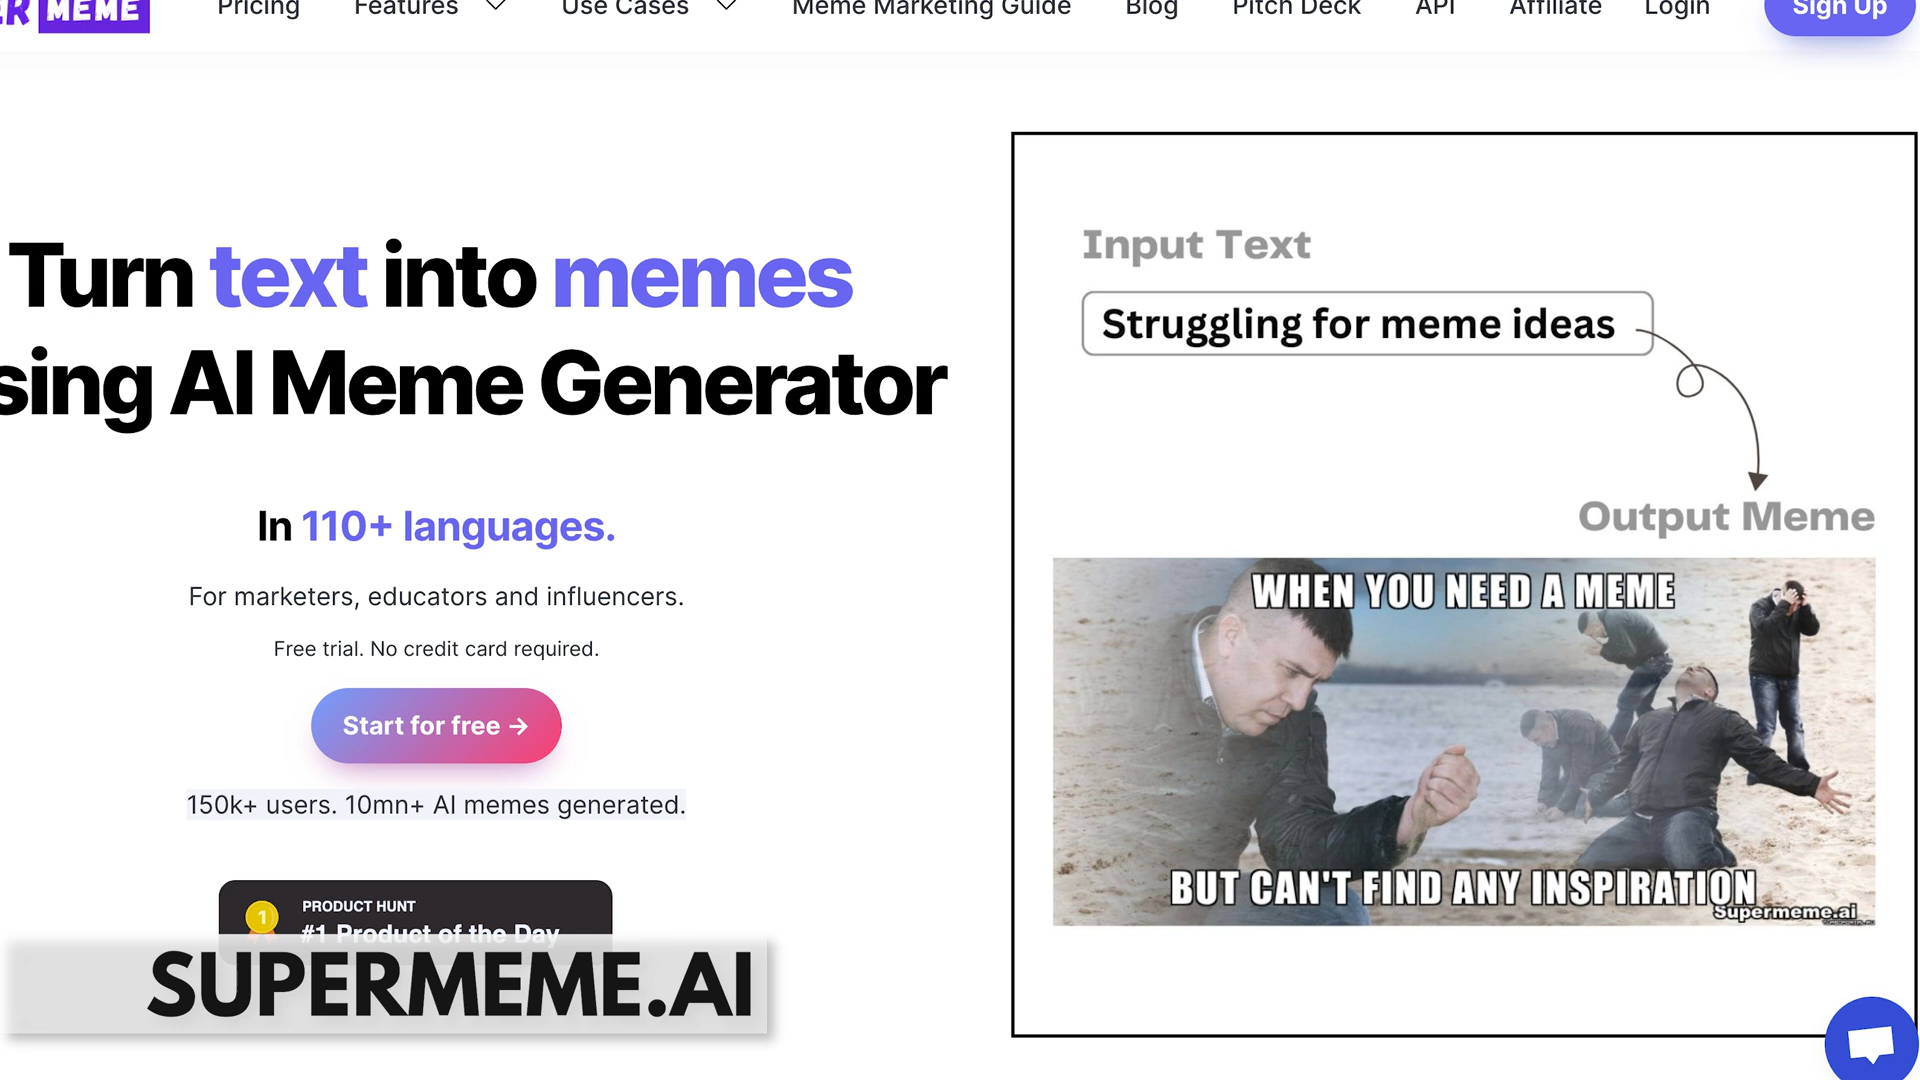 ER MEME
Pricing Features Use Cases Meme Marketing Guide Blog Pitch Deck API Affiliate Login Sign Up
Turn text into memes
sing AI Meme Generator
In 110+ languages.
For marketers, educators and influencers.
Free trial. No credit card required.
Start for free →
150k+ users. 10mn+ AI memes generated.
1
PRODUCT HUNT
#1 Product of the Day
SUPERMEME.AI
Input Text
Struggling for meme ideas
Output Meme
WHEN YOU NEED A MEME
BUT CAN'T FIND ANY INSPIRATION
Supermeme.ai